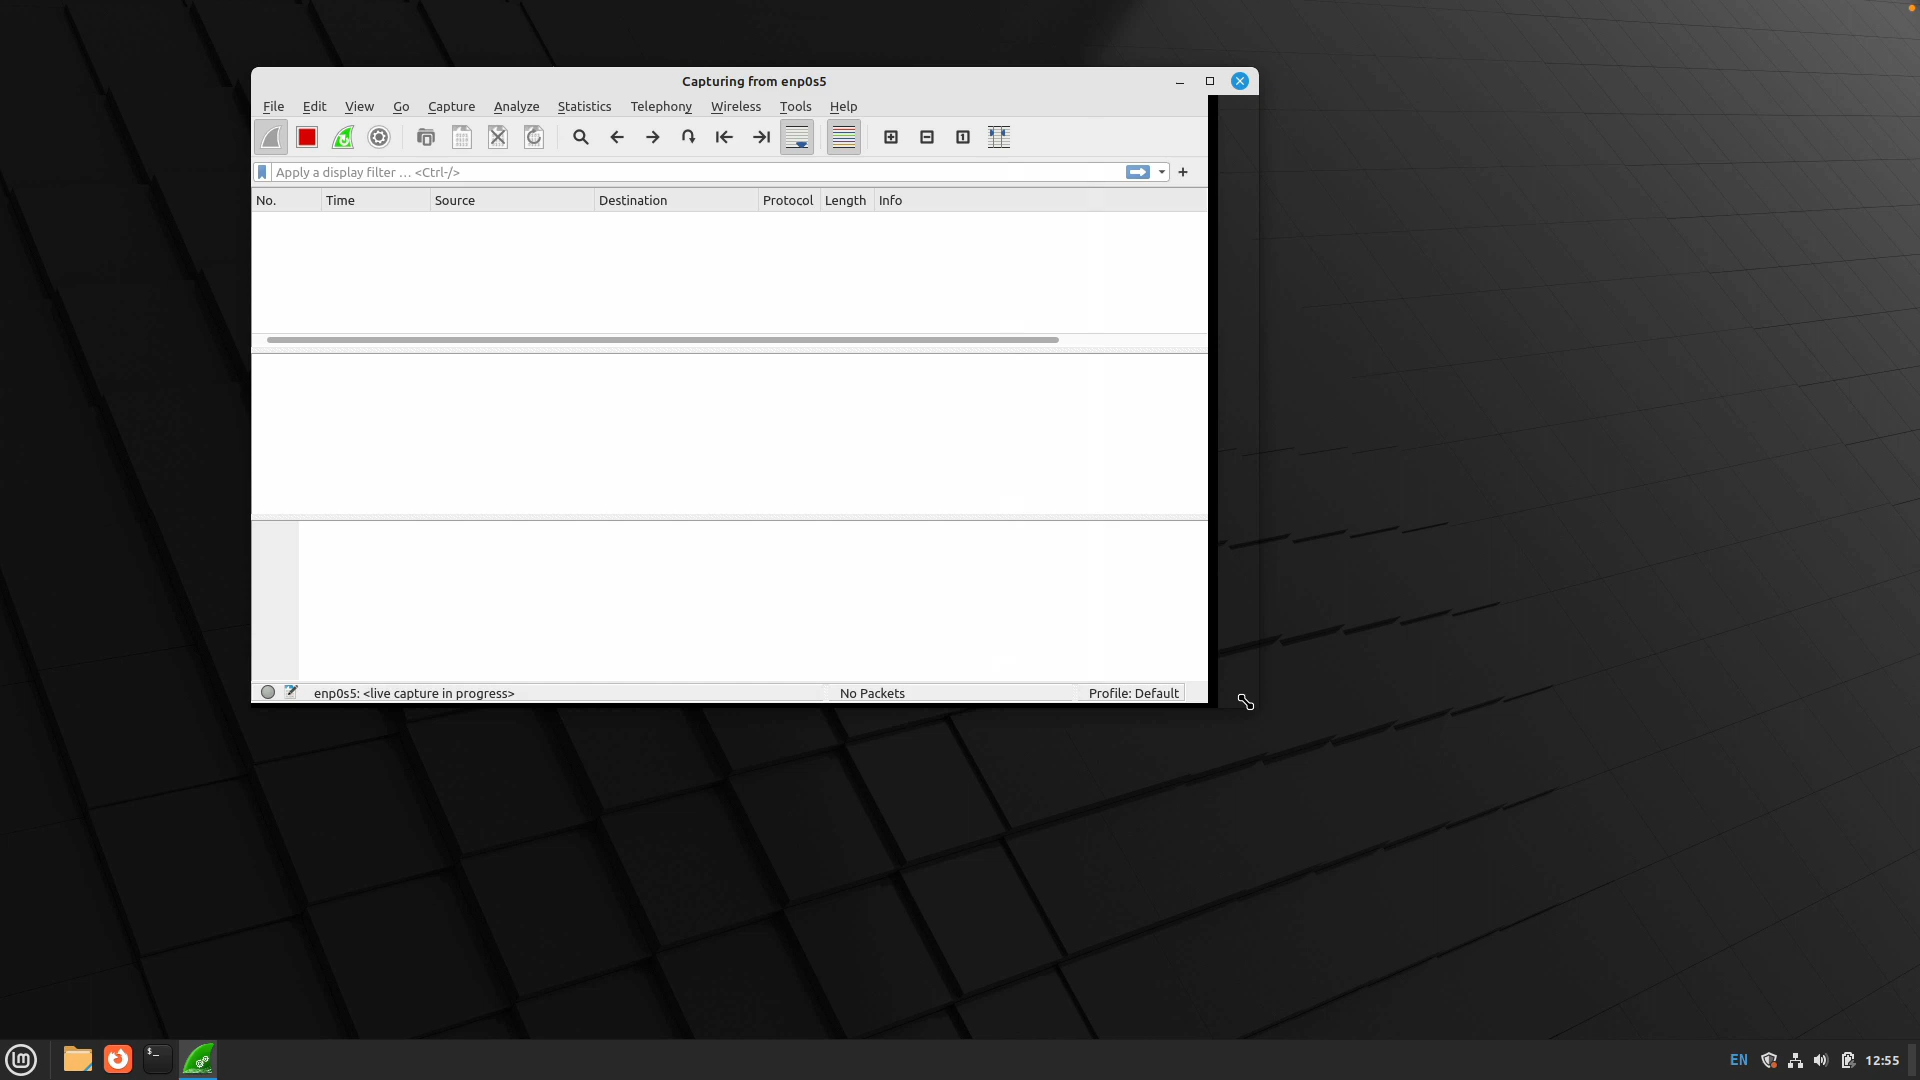 Capturing from enp0s5
File Edit View Go Capture Analyze Statistics Telephony Wireless Tools Help
Apply a display filter … <Ctrl-/>
No. Time Source Destination Protocol Length Info
enp0s5: <live capture in progress> No Packets Profile: Default
EN 12:55